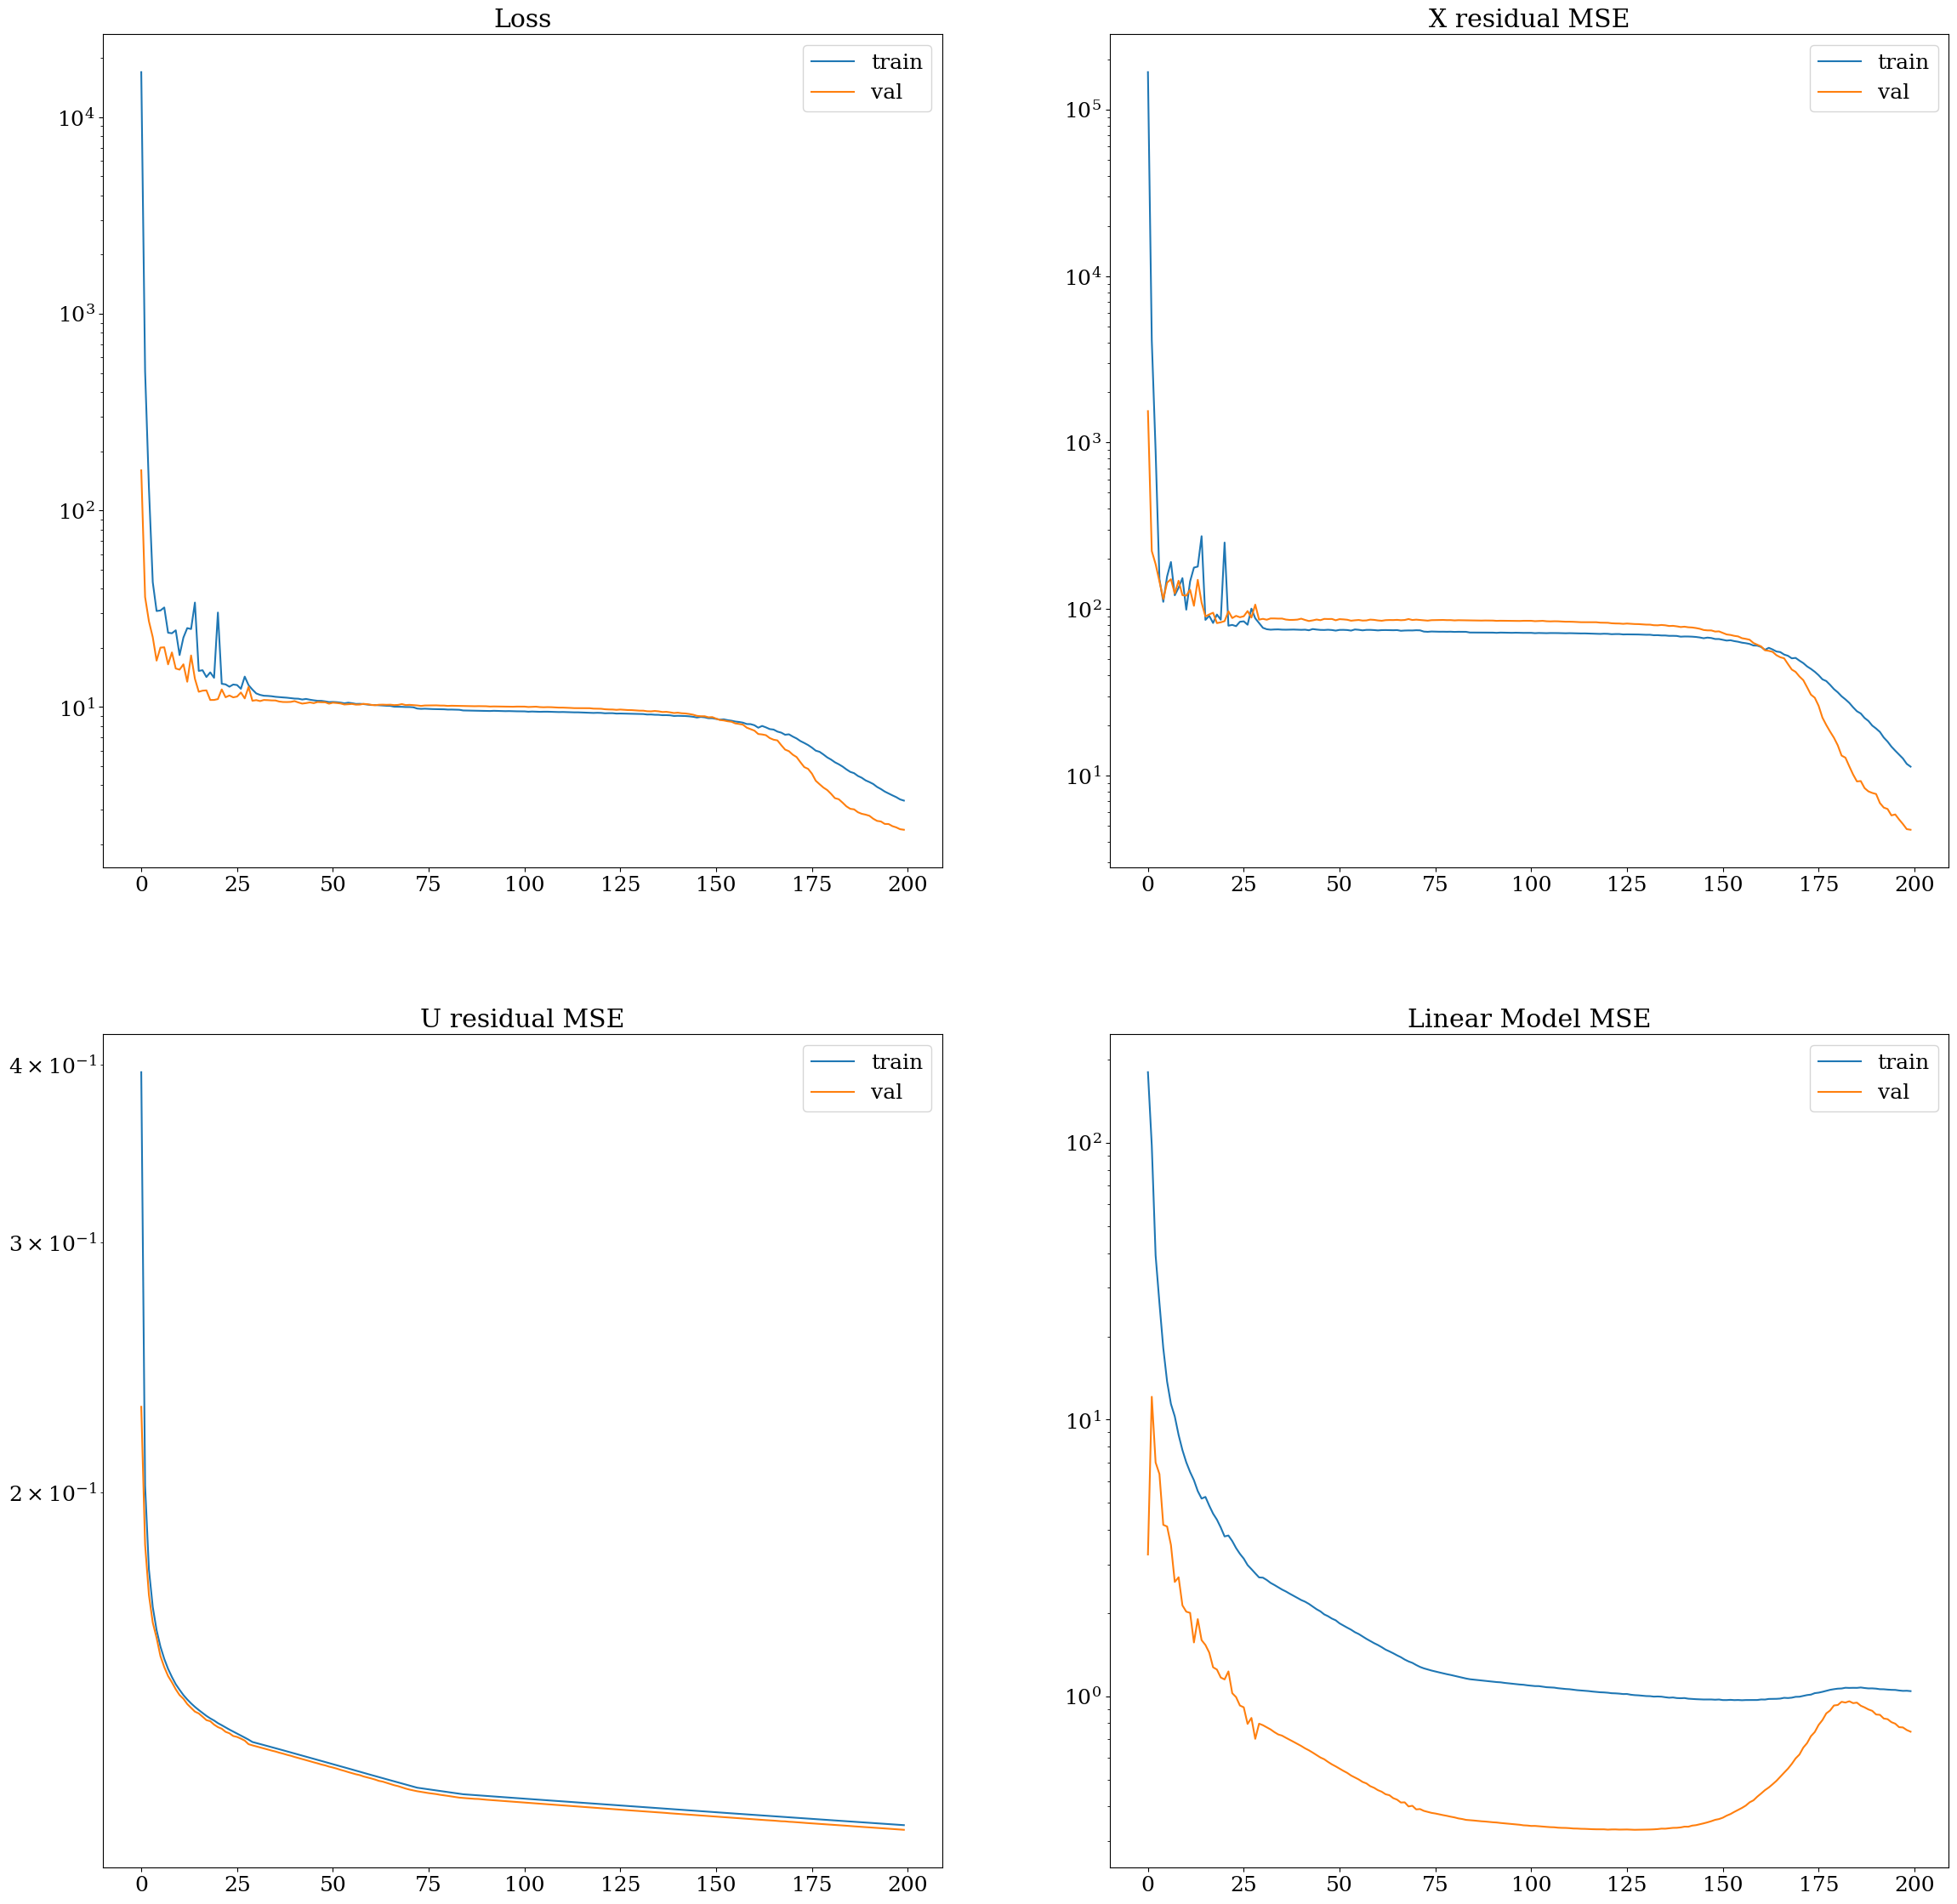 Loss
10^4
10^3
10^2
10^1
0 25 50 75 100 125 150 175 200
train
val
X residual MSE
10^5
10^4
10^3
10^2
10^1
0 25 50 75 100 125 150 175 200
train
val
U residual MSE
4 × 10^-1
3 × 10^-1
2 × 10^-1
0 25 50 75 100 125 150 175 200
train
val
Linear Model MSE
10^2
10^1
10^0
0 25 50 75 100 125 150 175 200
train
val